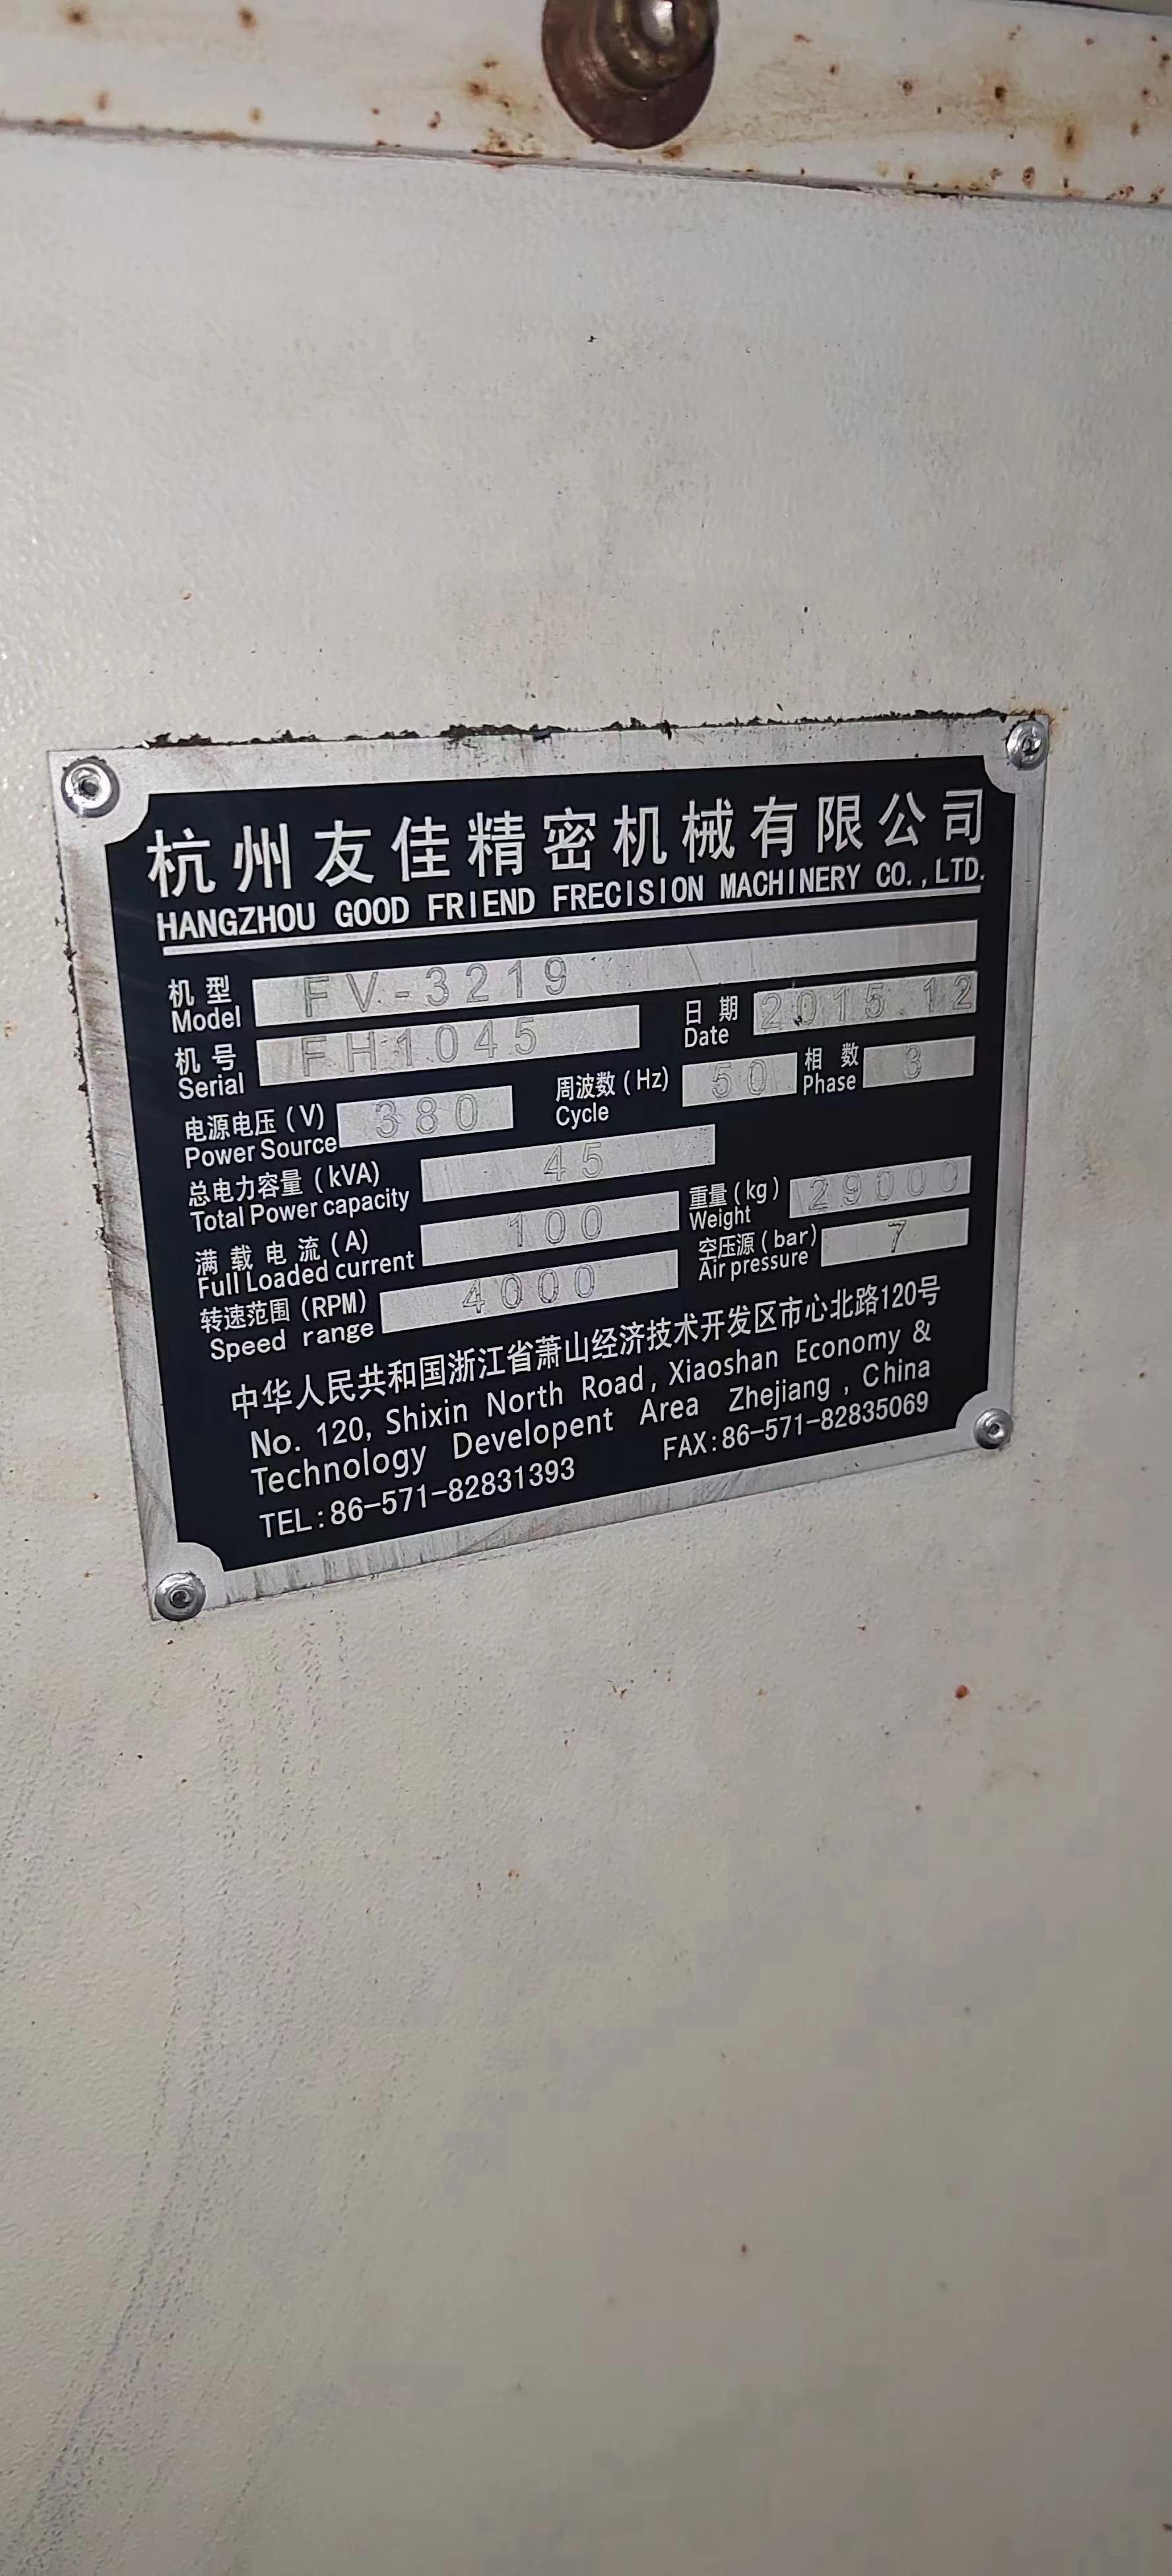 杭州友佳精密机械有限公司
HANGZHOU GOOD FRIEND FRECISION MACHINERY CO.,LTD.
机型 FV-3219
Model
机号 FH1045 日期 2015.12
Serial Date
电源电压(V) 380 周波数(Hz) 50 相数 3
Power Source Cycle Phase
总电力容量(kVA) 45
Total Power capacity
满载电流(A) 100 重量(kg) 29000
Full Loaded current Weight
转速范围(RPM) 4000 空压源(bar) 7
Speed range Air pressure
中华人民共和国浙江省萧山经济技术开发区市心北路120号
No. 120, Shixin North Road, Xiaoshan Economy &
Technology Developent Area Zhejiang , China
TEL:86-571-82831393 FAX:86-571-82835069